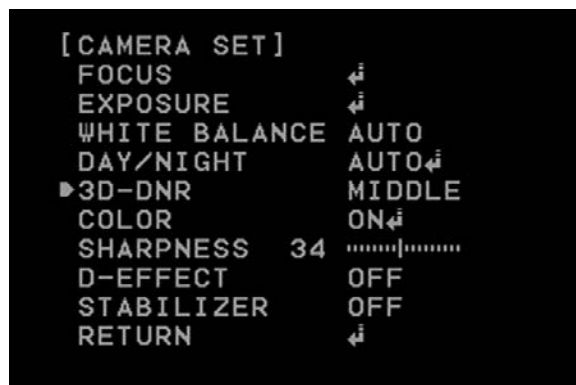 [CAMERA SET]
FOCUS ↲
EXPOSURE ↲
WHITE BALANCE AUTO
DAY/NIGHT AUTO↲
3D-DNR MIDDLE
COLOR ON↲
SHARPNESS 34
D-EFFECT OFF
STABILIZER OFF
RETURN ↲